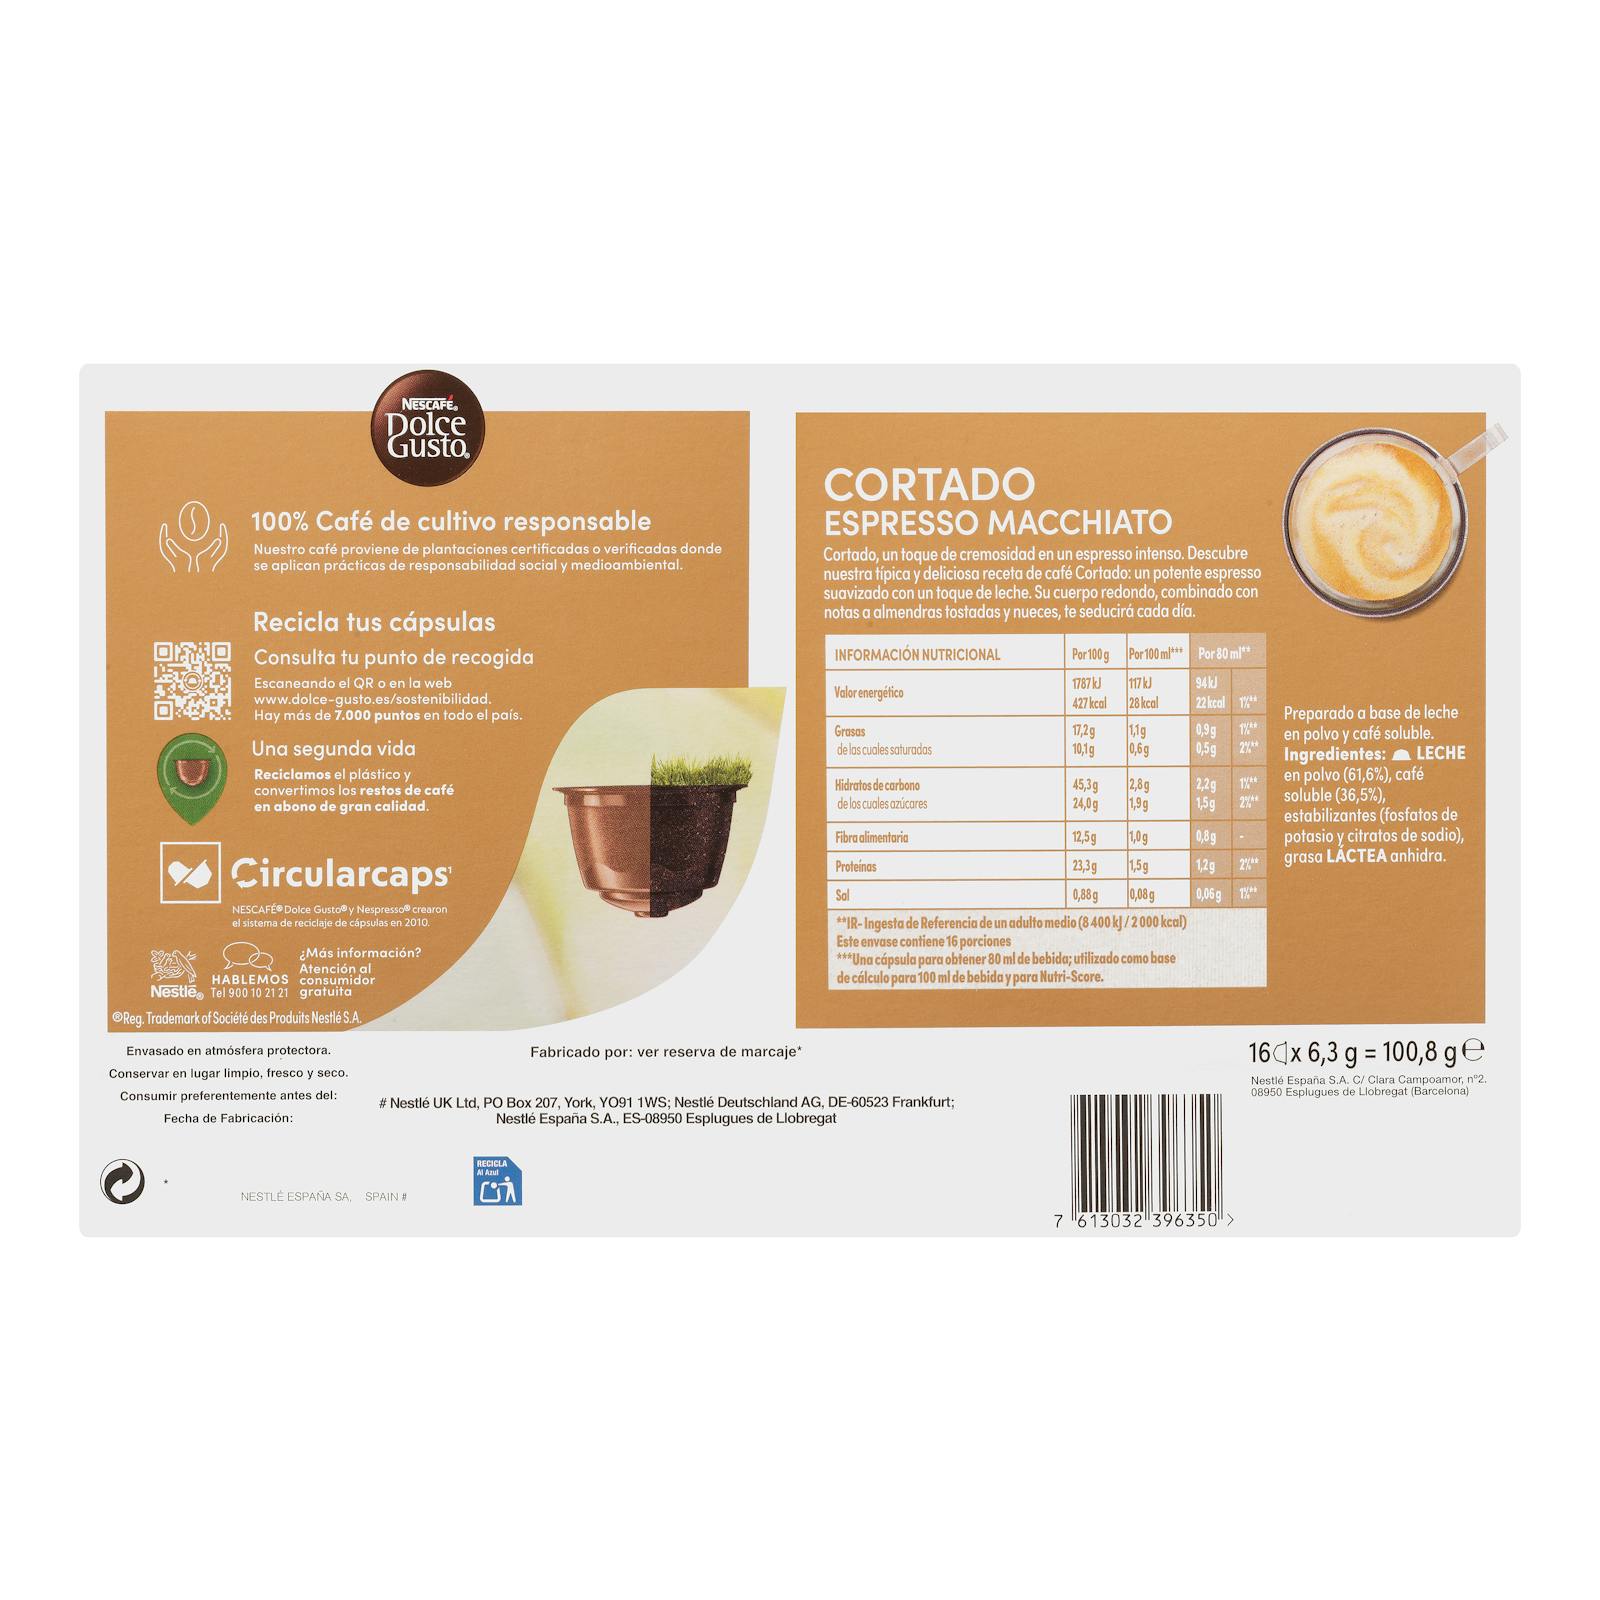 NESCAFÉ®
Dolce
Gusto®
100% Café de cultivo responsable
Nuestro café proviene de plantaciones certificadas o verificadas donde
se aplican prácticas de responsabilidad social y medioambiental.
Recicla tus cápsulas
Consulta tu punto de recogida
Escaneando el QR o en la web
www.dolce-gusto.es/sostenibilidad.
Hay más de 7.000 puntos en todo el país.
Una segunda vida
Reciclamos el plástico y
convertimos los restos de café
en abono de gran calidad.
Circularcaps¹
NESCAFÉ® Dolce Gusto® y Nespresso® crearon
el sistema de reciclaje de cápsulas en 2010.
Nestlé®
HABLEMOS
Tel 900 10 21 21
¿Más información?
Atención al
consumidor
gratuita
®Reg. Trademark of Société des Produits Nestlé S.A.
CORTADO
ESPRESSO MACCHIATO
Cortado, un toque de cremosidad en un espresso intenso. Descubre
nuestra típica y deliciosa receta de café Cortado: un potente espresso
suavizado con un toque de leche. Su cuerpo redondo, combinado con
notas a almendras tostadas y nueces, te seducirá cada día.
INFORMACIÓN NUTRICIONAL Por 100 g Por 100 ml*** Por 80 ml**
Valor energético 1787 kJ 117 kJ 94 kJ
427 kcal 28 kcal 22 kcal 1%**
Grasas 17,2 g 1,1 g 0,9 g 1%**
de las cuales saturadas 10,1 g 0,6 g 0,5 g 2%**
Hidratos de carbono 45,3 g 2,8 g 2,2 g 1%**
de los cuales azúcares 24,0 g 1,9 g 1,5 g 2%**
Fibra alimentaria 12,5 g 1,0 g 0,8 g -
Proteínas 23,3 g 1,5 g 1,2 g 2%**
Sal 0,88 g 0,08 g 0,06 g 1%**
**IR- Ingesta de Referencia de un adulto medio (8 400 kJ / 2 000 kcal)
Este envase contiene 16 porciones
***Una cápsula para obtener 80 ml de bebida; utilizado como base
de cálculo para 100 ml de bebida y para Nutri-Score.
Preparado a base de leche
en polvo y café soluble.
Ingredientes: LECHE
en polvo (61,6%), café
soluble (36,5%),
estabilizantes (fosfatos de
potasio y citratos de sodio),
grasa LÁCTEA anhidra.
Envasado en atmósfera protectora.
Conservar en lugar limpio, fresco y seco.
Consumir preferentemente antes del:
Fecha de Fabricación:
Fabricado por: ver reserva de marcaje*
# Nestlé UK Ltd, PO Box 207, York, YO91 1WS; Nestlé Deutschland AG, DE-60523 Frankfurt;
Nestlé España S.A., ES-08950 Esplugues de Llobregat
*
NESTLÉ ESPAÑA SA, SPAIN #
RECICLA
Al Azul
16 x 6,3 g = 100,8 g ℮
Nestlé España S.A. C/ Clara Campoamor, nº2.
08950 Esplugues de Llobregat (Barcelona)
7 613032 396350 >